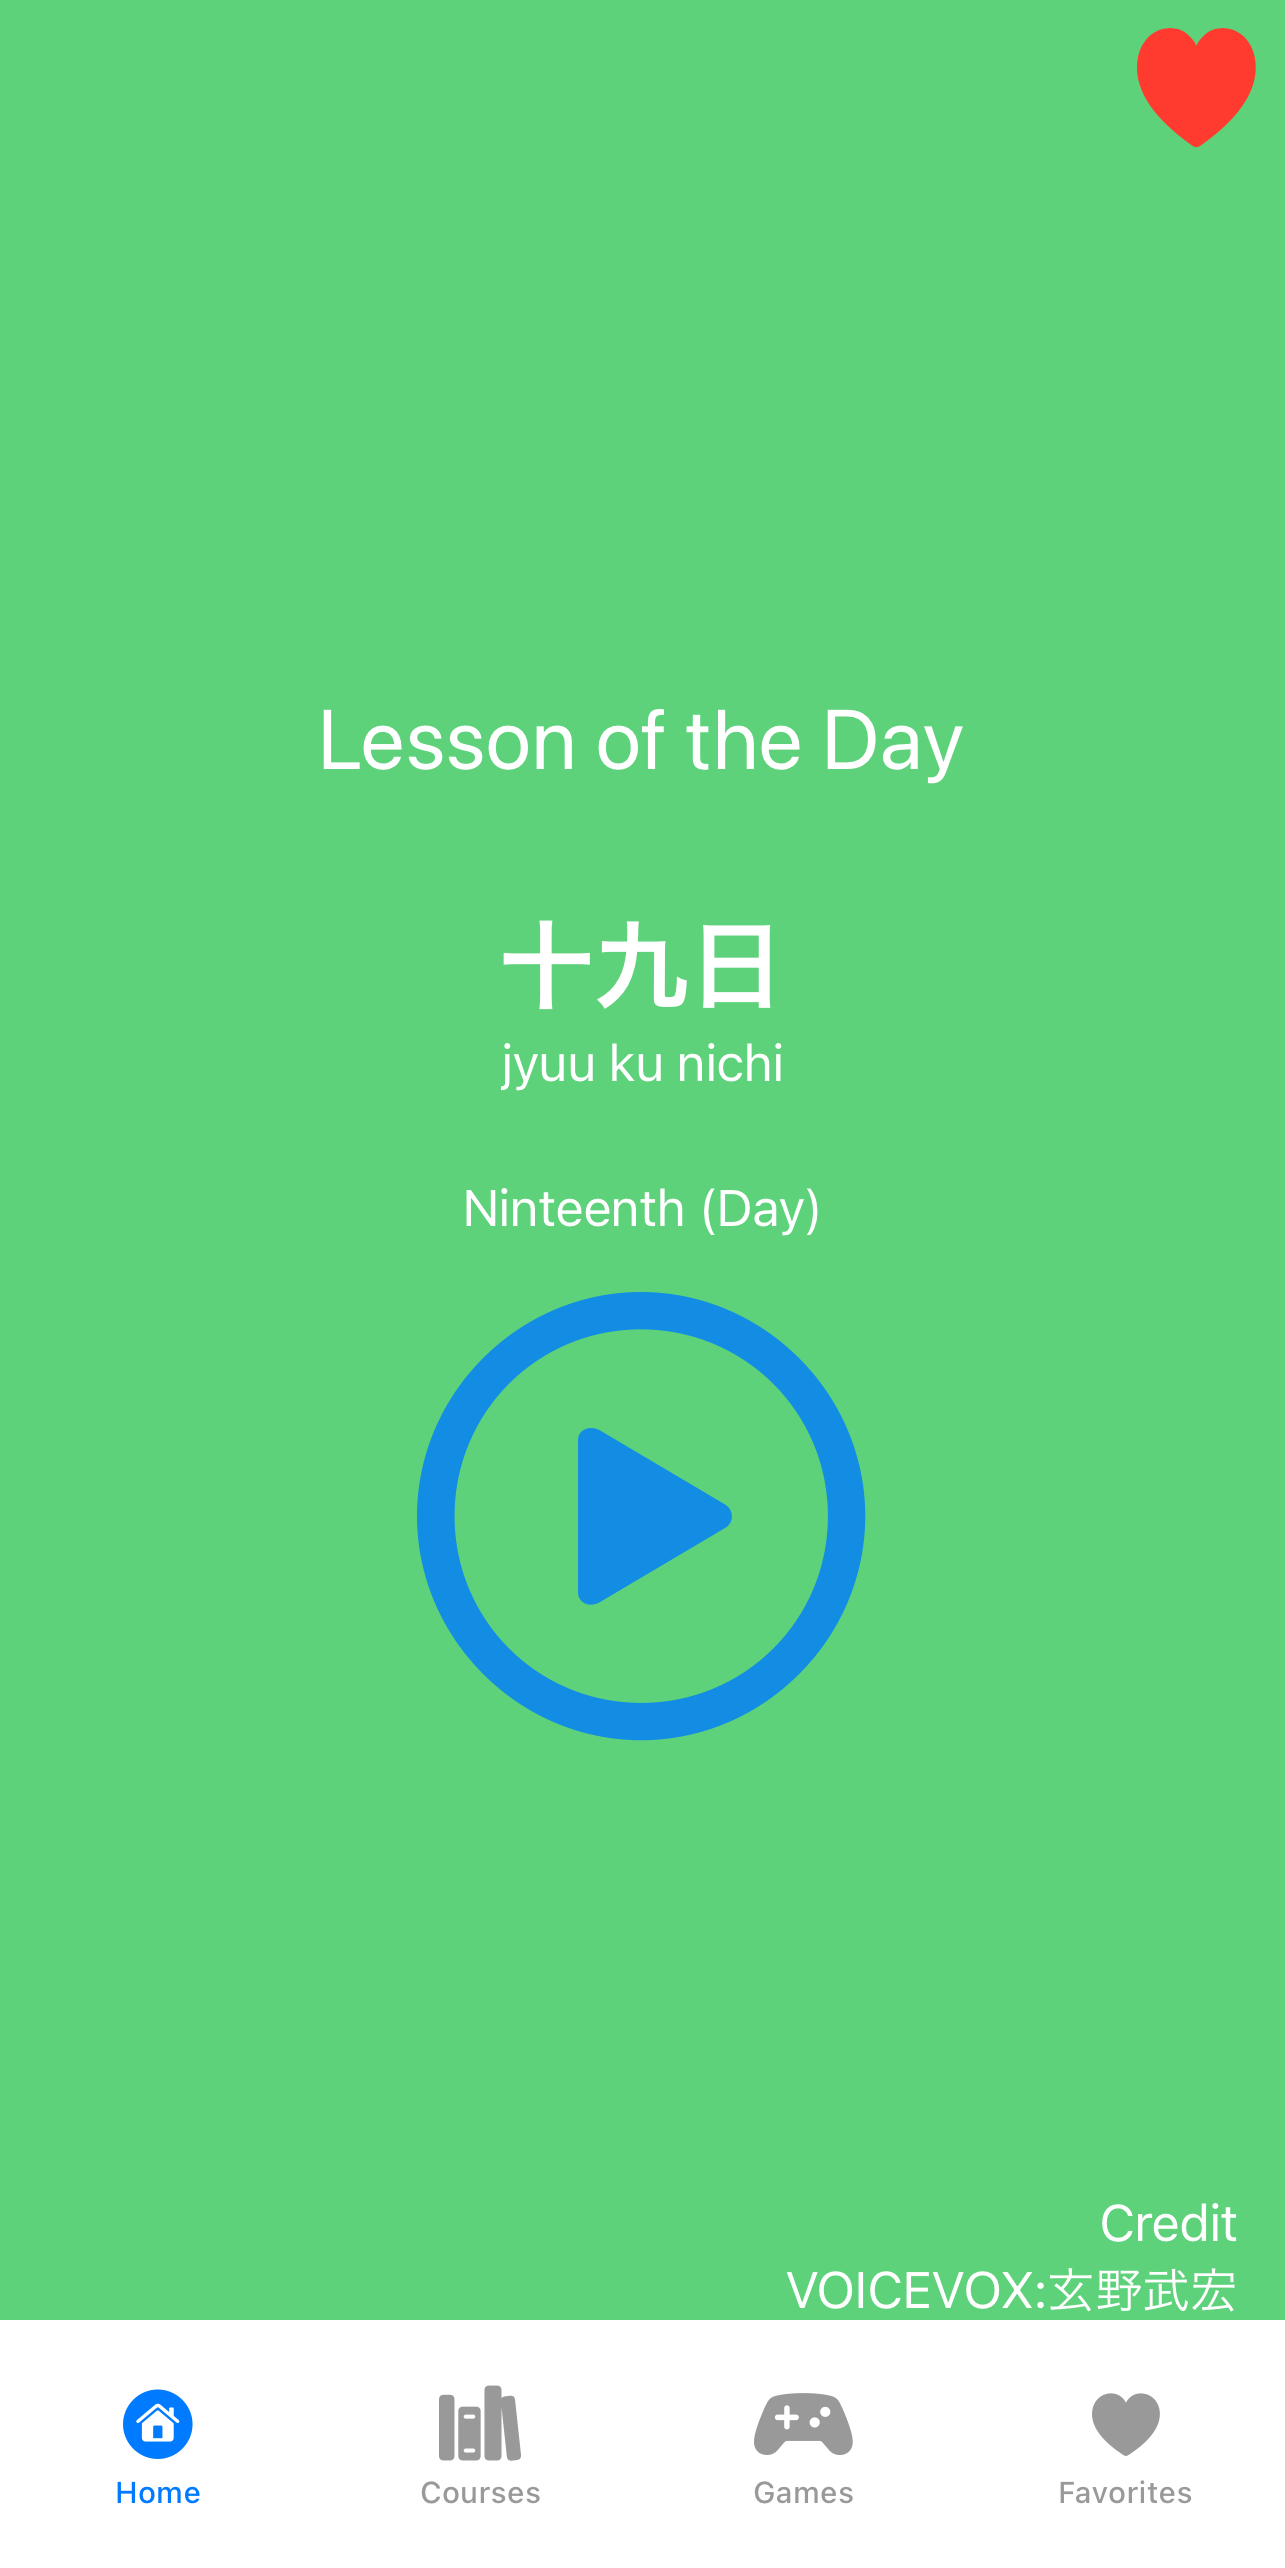 Lesson of the Day
十九日
jyuu ku nichi
Ninteenth (Day)
Credit
VOICEVOX:玄野武宏
Home
Courses
Games
Favorites